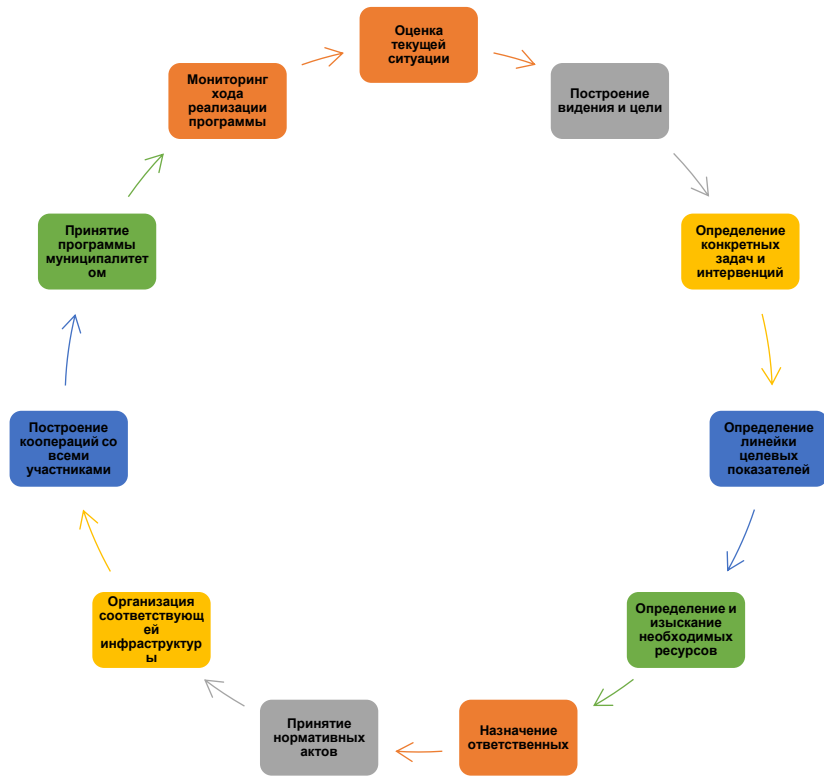 Оценка
текущей
ситуации
Построение
видения и цели
Определение
конкретных
задач и
интервенций
Определение
линейки
целевых
показателей
Определение и
изыскание
необходимых
ресурсов
Назначение
ответственных
Принятие
нормативных
актов
Организация
соответствующ
ей
инфраструктур
ы
Построение
коопераций со
всеми
участниками
Принятие
программы
муниципалитет
ом
Мониторинг
хода
реализации
программы